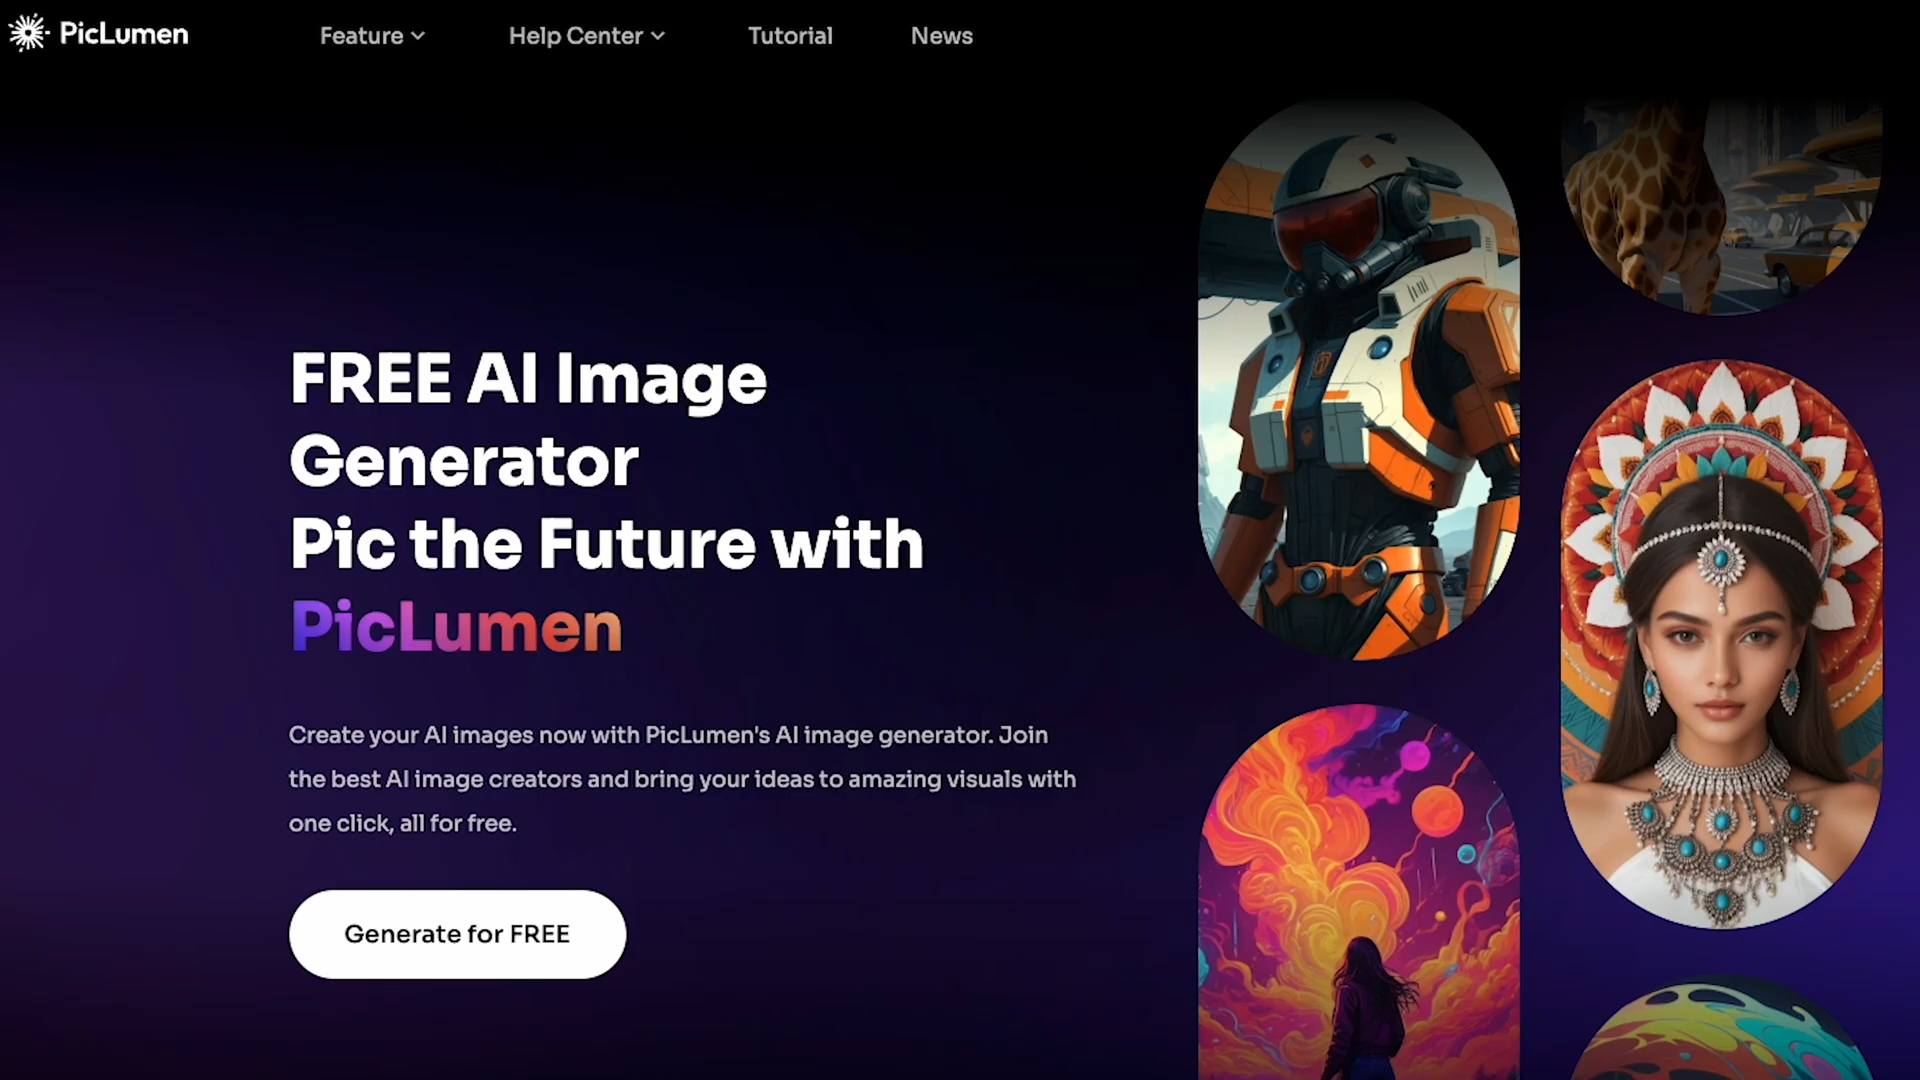 PicLumen
Feature
Help Center
Tutorial
News
FREE AI Image
Generator
Pic the Future with
PicLumen
Create your AI images now with PicLumen's AI image generator. Join
the best AI image creators and bring your ideas to amazing visuals with
one click, all for free.
Generate for FREE